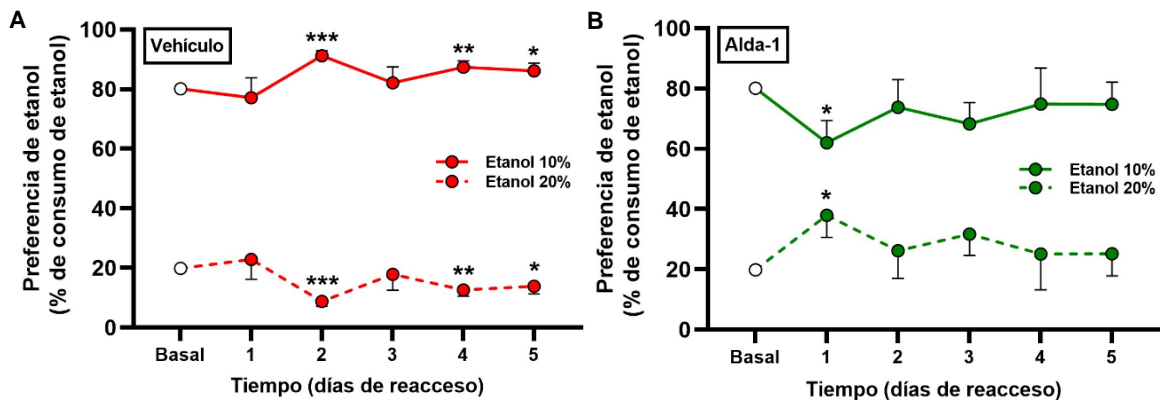 A
Vehículo
Preferencia de etanol
(% de consumo de etanol)
100
80
60
40
20
0
***
**
*
Etanol 10%
Etanol 20%
***
**
*
Basal
1
2
3
4
5
Tiempo (días de reacceso)
B
Alda-1
Preferencia de etanol
(% de consumo de etanol)
100
80
60
40
20
0
*
Etanol 10%
Etanol 20%
*
Basal
1
2
3
4
5
Tiempo (días de reacceso)